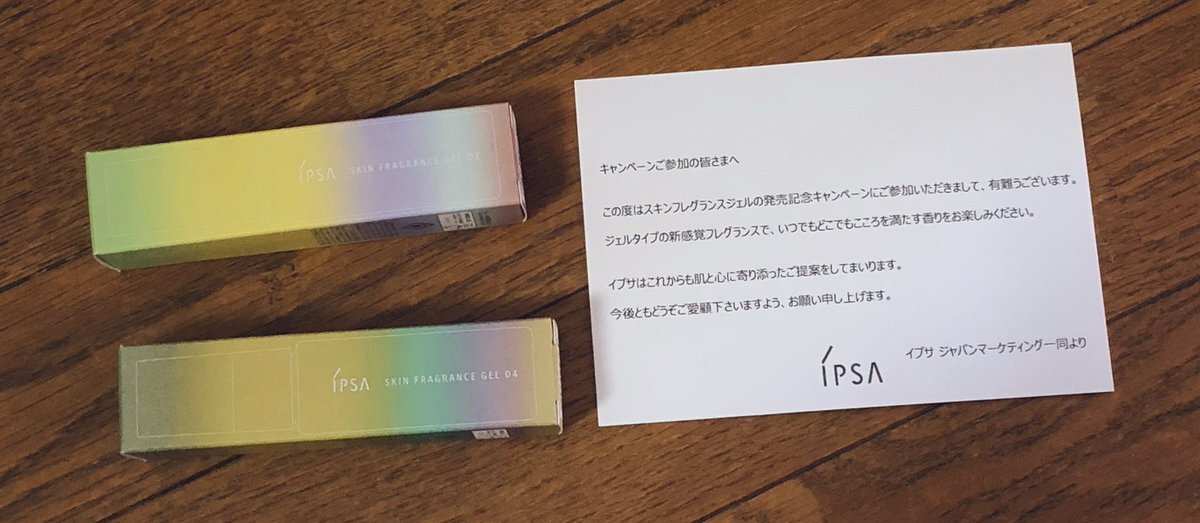 IPSA SKIN FRAGRANCE GEL 02
IPSA SKIN FRAGRANCE GEL 04
キャンペーンご参加の皆さまへ
この度はスキンフレグランスジェルの発売記念キャンペーンにご参加いただきまして、有難うございます。
ジェルタイプの新感覚フレグランスで、いつでもどこでもこころを満たす香りをお楽しみください。
イプサはこれからも肌と心に寄り添ったご提案をしてまいります。
今後ともどうぞご愛顧下さいますよう、お願い申し上げます。
IPSA イプサ ジャパンマーケティング一同より